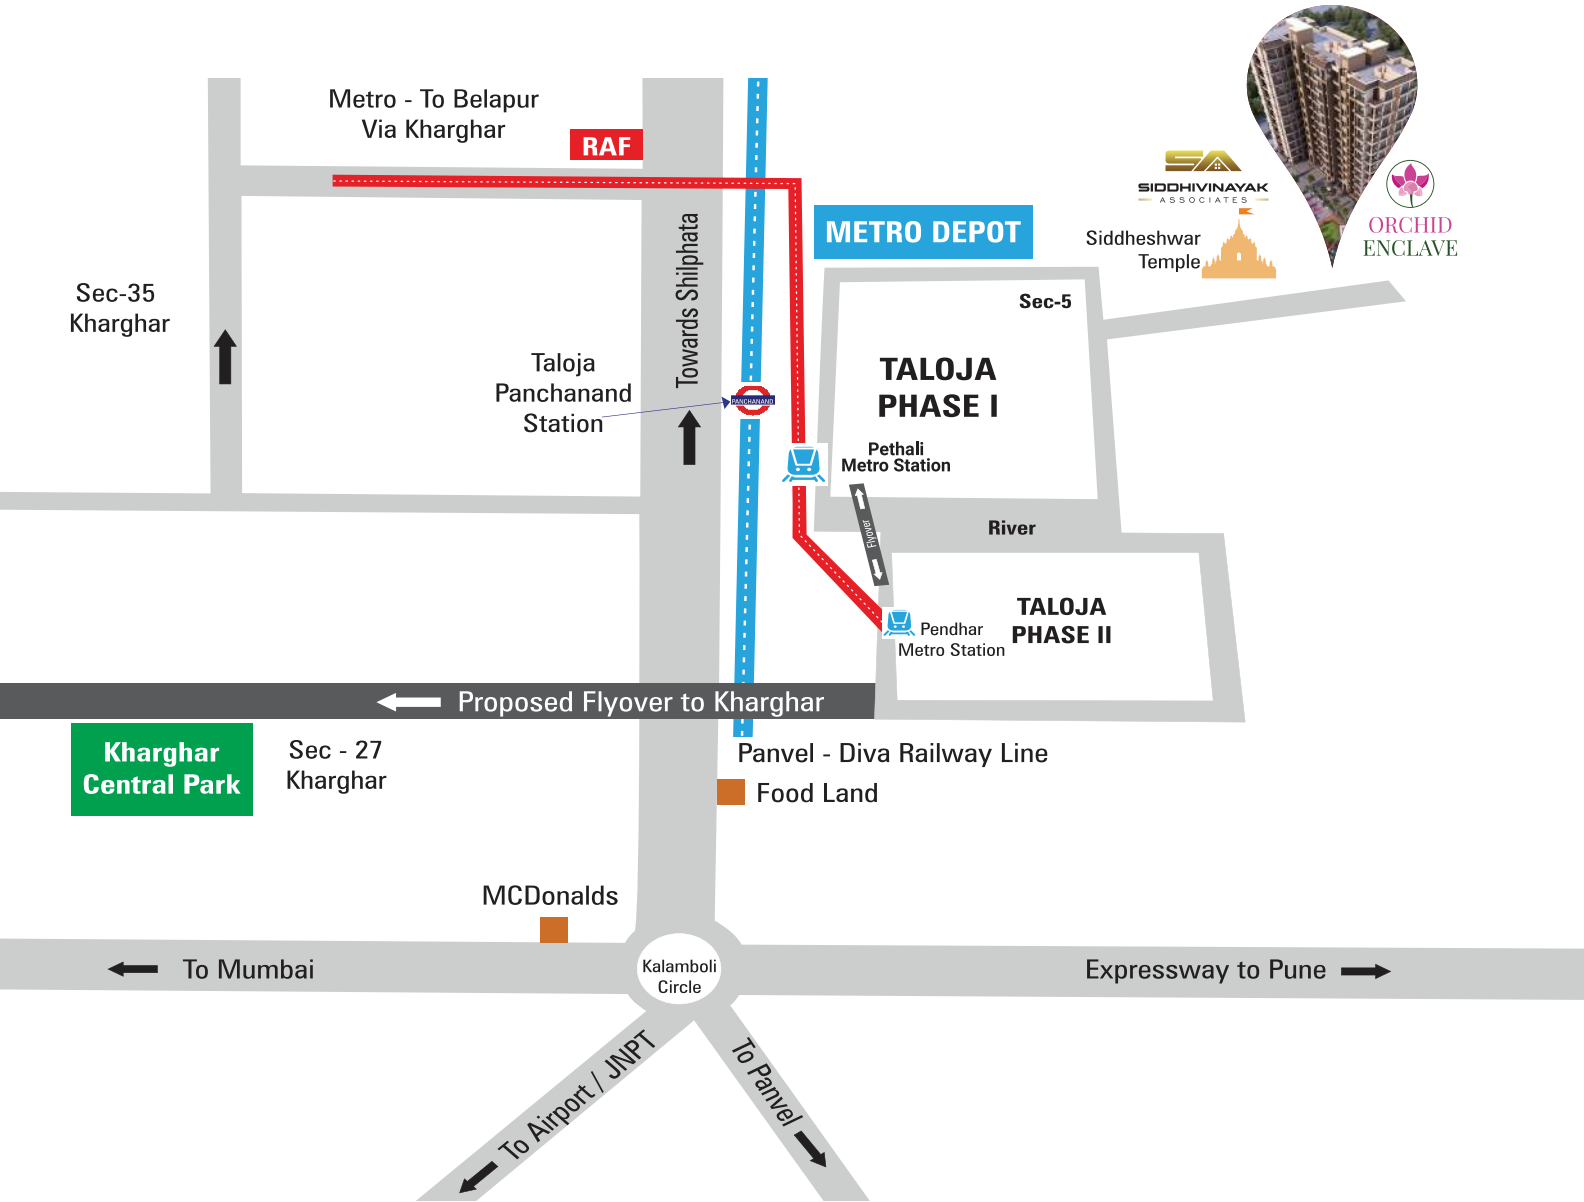 Metro - To Belapur
Via Kharghar
RAF
SA
SIDDHIVINAYAK
ASSOCIATES
ORCHID
ENCLAVE
Siddheshwar
Temple
METRO DEPOT
Towards Shilphata
Sec-35
Kharghar
Sec-5
Taloja
Panchanand
Station
PANCHANAND
TALOJA
PHASE I
Pethali
Metro Station
Flyover
River
TALOJA
PHASE II
Pendhar
Metro Station
Proposed Flyover to Kharghar
Kharghar
Central Park
Sec - 27
Kharghar
Panvel - Diva Railway Line
Food Land
MCDonalds
To Mumbai
Kalamboli
Circle
Expressway to Pune
To Airport / JNPT
To Panvel